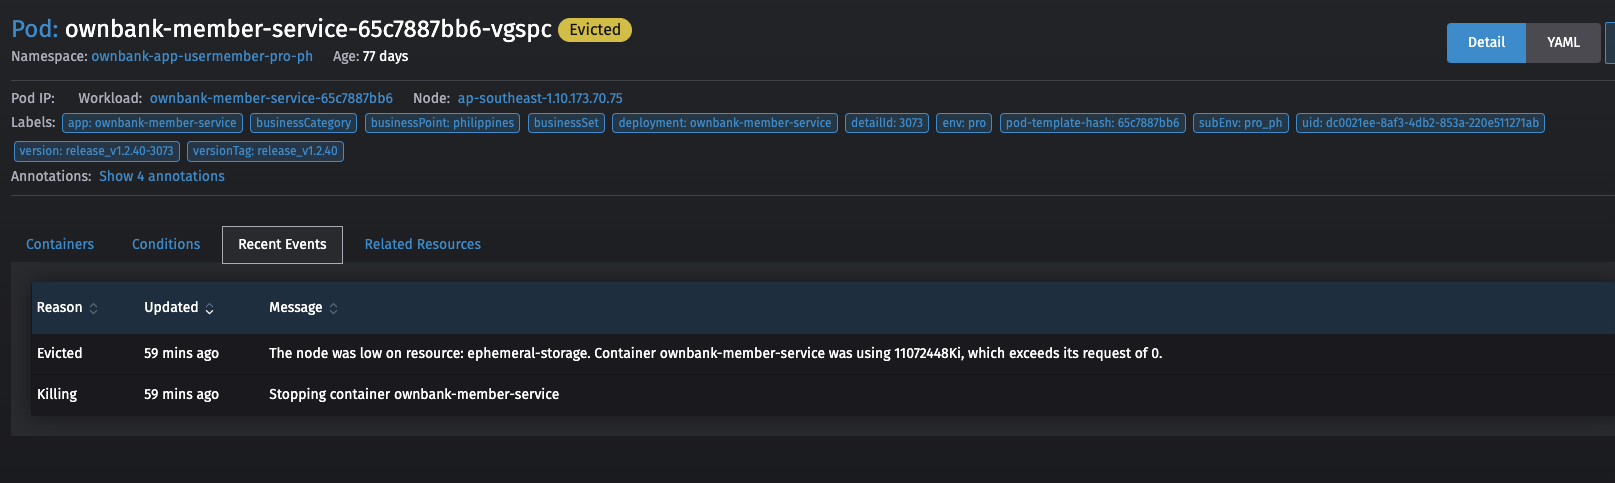 Pod: ownbank-member-service-65c7887bb6-vgspc Evicted
Detail YAML
Namespace: ownbank-app-usermember-pro-ph Age: 77 days
Pod IP: Workload: ownbank-member-service-65c7887bb6 Node: ap-southeast-1.10.173.70.75
Labels: app: ownbank-member-service businessCategory businessPoint: philippines businessSet deployment: ownbank-member-service detailId: 3073 env: pro pod-template-hash: 65c7887bb6 subEnv: pro_ph uid: dc0021ee-8af3-4db2-853a-220e511271ab
version: release_v1.2.40-3073 versionTag: release_v1.2.40
Annotations: Show 4 annotations
Containers Conditions Recent Events Related Resources
Reason Updated Message
Evicted 59 mins ago The node was low on resource: ephemeral-storage. Container ownbank-member-service was using 11072448Ki, which exceeds its request of 0.
Killing 59 mins ago Stopping container ownbank-member-service